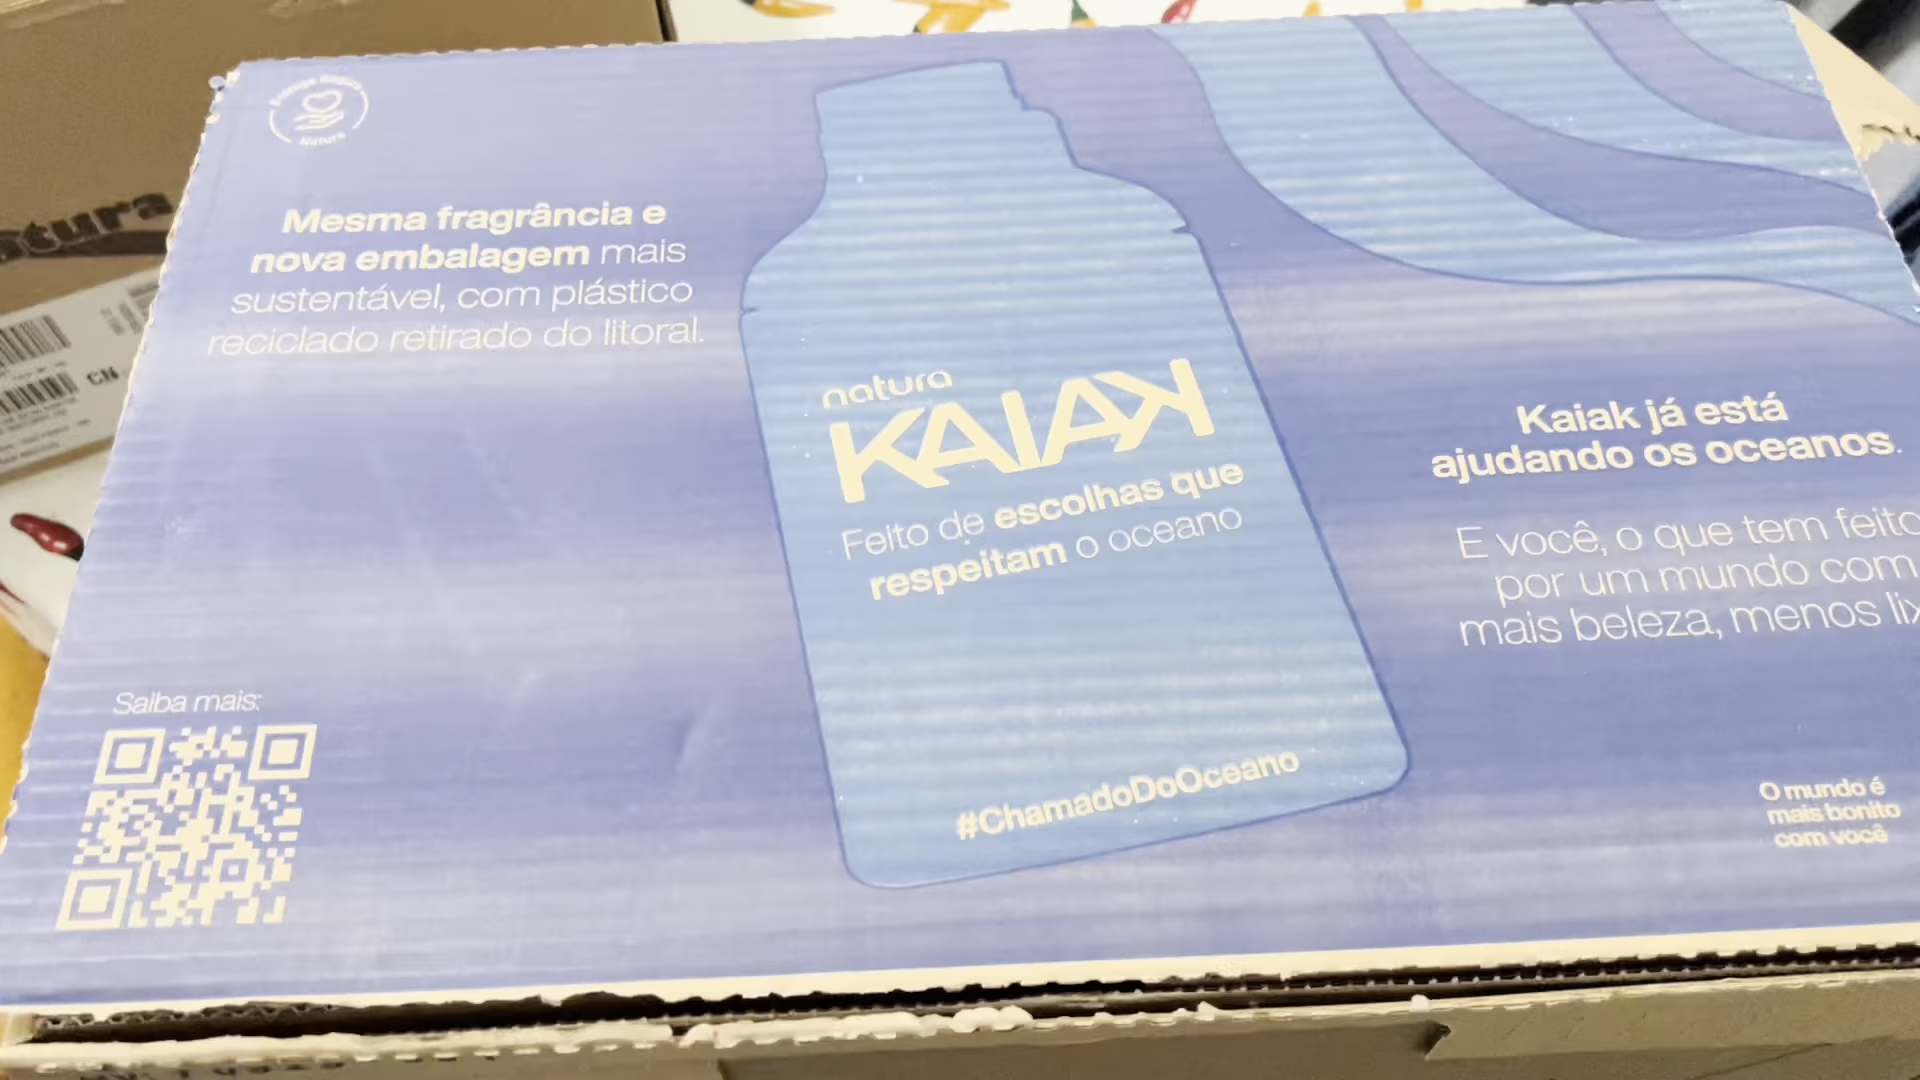 Natura
Mesma fragrância e
nova embalagem mais
sustentável, com plástico
reciclado retirado do litoral.
Saiba mais:
natura
KAIAK
Feito de escolhas que
respeitam o oceano
#ChamadoDoOceano
Kaiak já está
ajudando os oceanos.
E você, o que tem feito
por um mundo com
mais beleza, menos
O mundo é
mais bonito
com você
CN